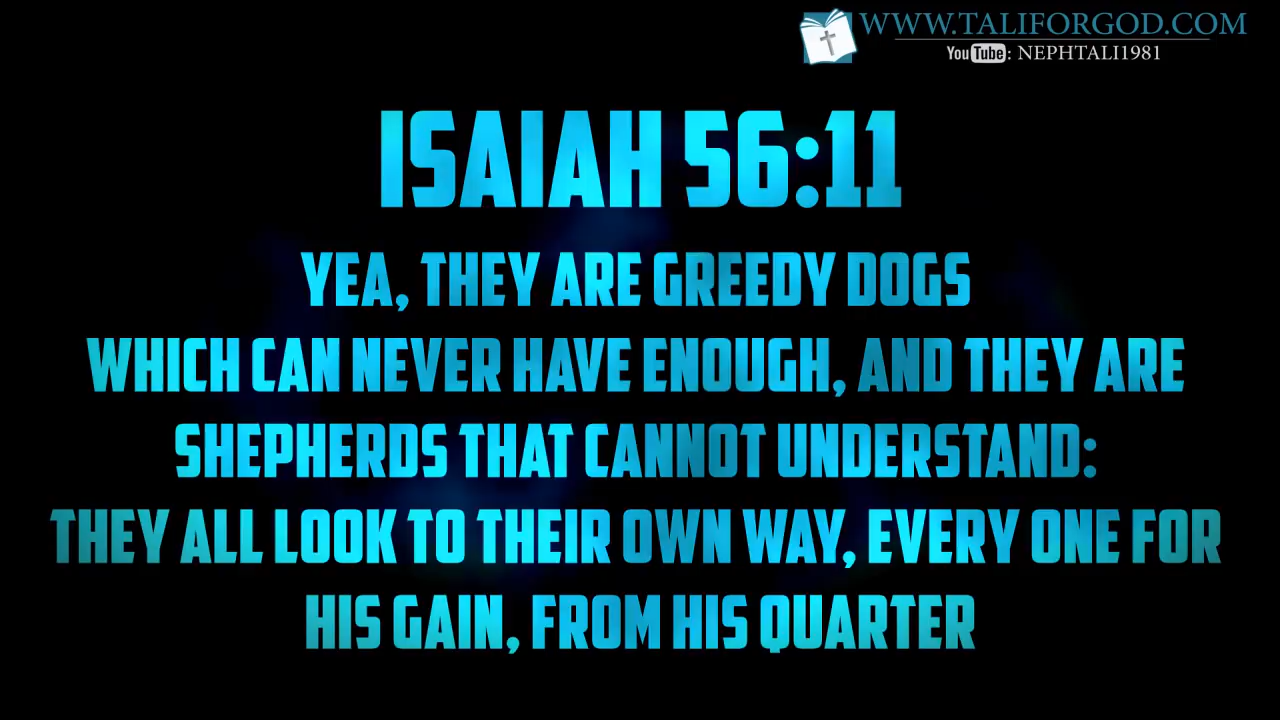 WWW.TALIFORGOD.COM
YouTube: NEPHTALI1981
ISAIAH 56:11
YEA, THEY ARE GREEDY DOGS
WHICH CAN NEVER HAVE ENOUGH, AND THEY ARE
SHEPHERDS THAT CANNOT UNDERSTAND:
THEY ALL LOOK TO THEIR OWN WAY, EVERY ONE FOR
HIS GAIN, FROM HIS QUARTER